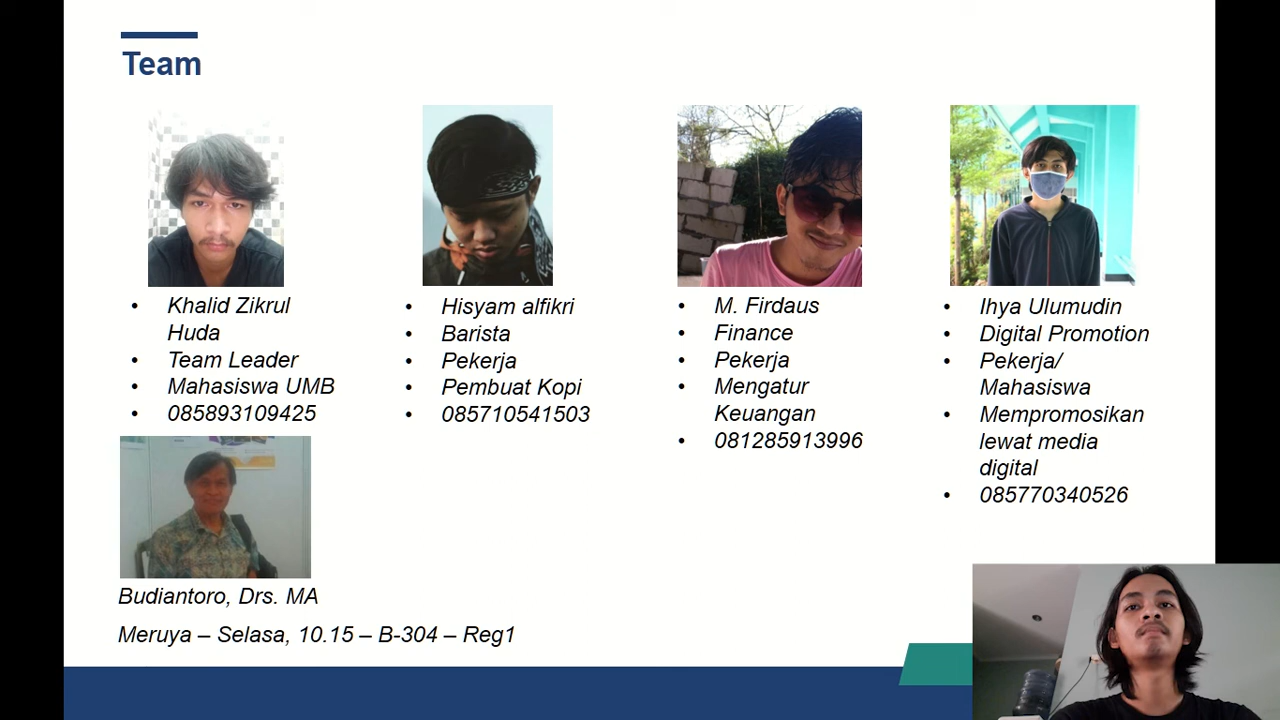 Team
• Khalid Zikrul
Huda
• Team Leader
• Mahasiswa UMB
• 085893109425
• Hisyam alfikri
• Barista
• Pekerja
• Pembuat Kopi
• 085710541503
• M. Firdaus
• Finance
• Pekerja
• Mengatur
Keuangan
• 081285913996
• Ihya Ulumudin
• Digital Promotion
• Pekerja/
Mahasiswa
• Mempromosikan
lewat media
digital
• 085770340526
Budiantoro, Drs. MA
Meruya – Selasa, 10.15 – B-304 – Reg1